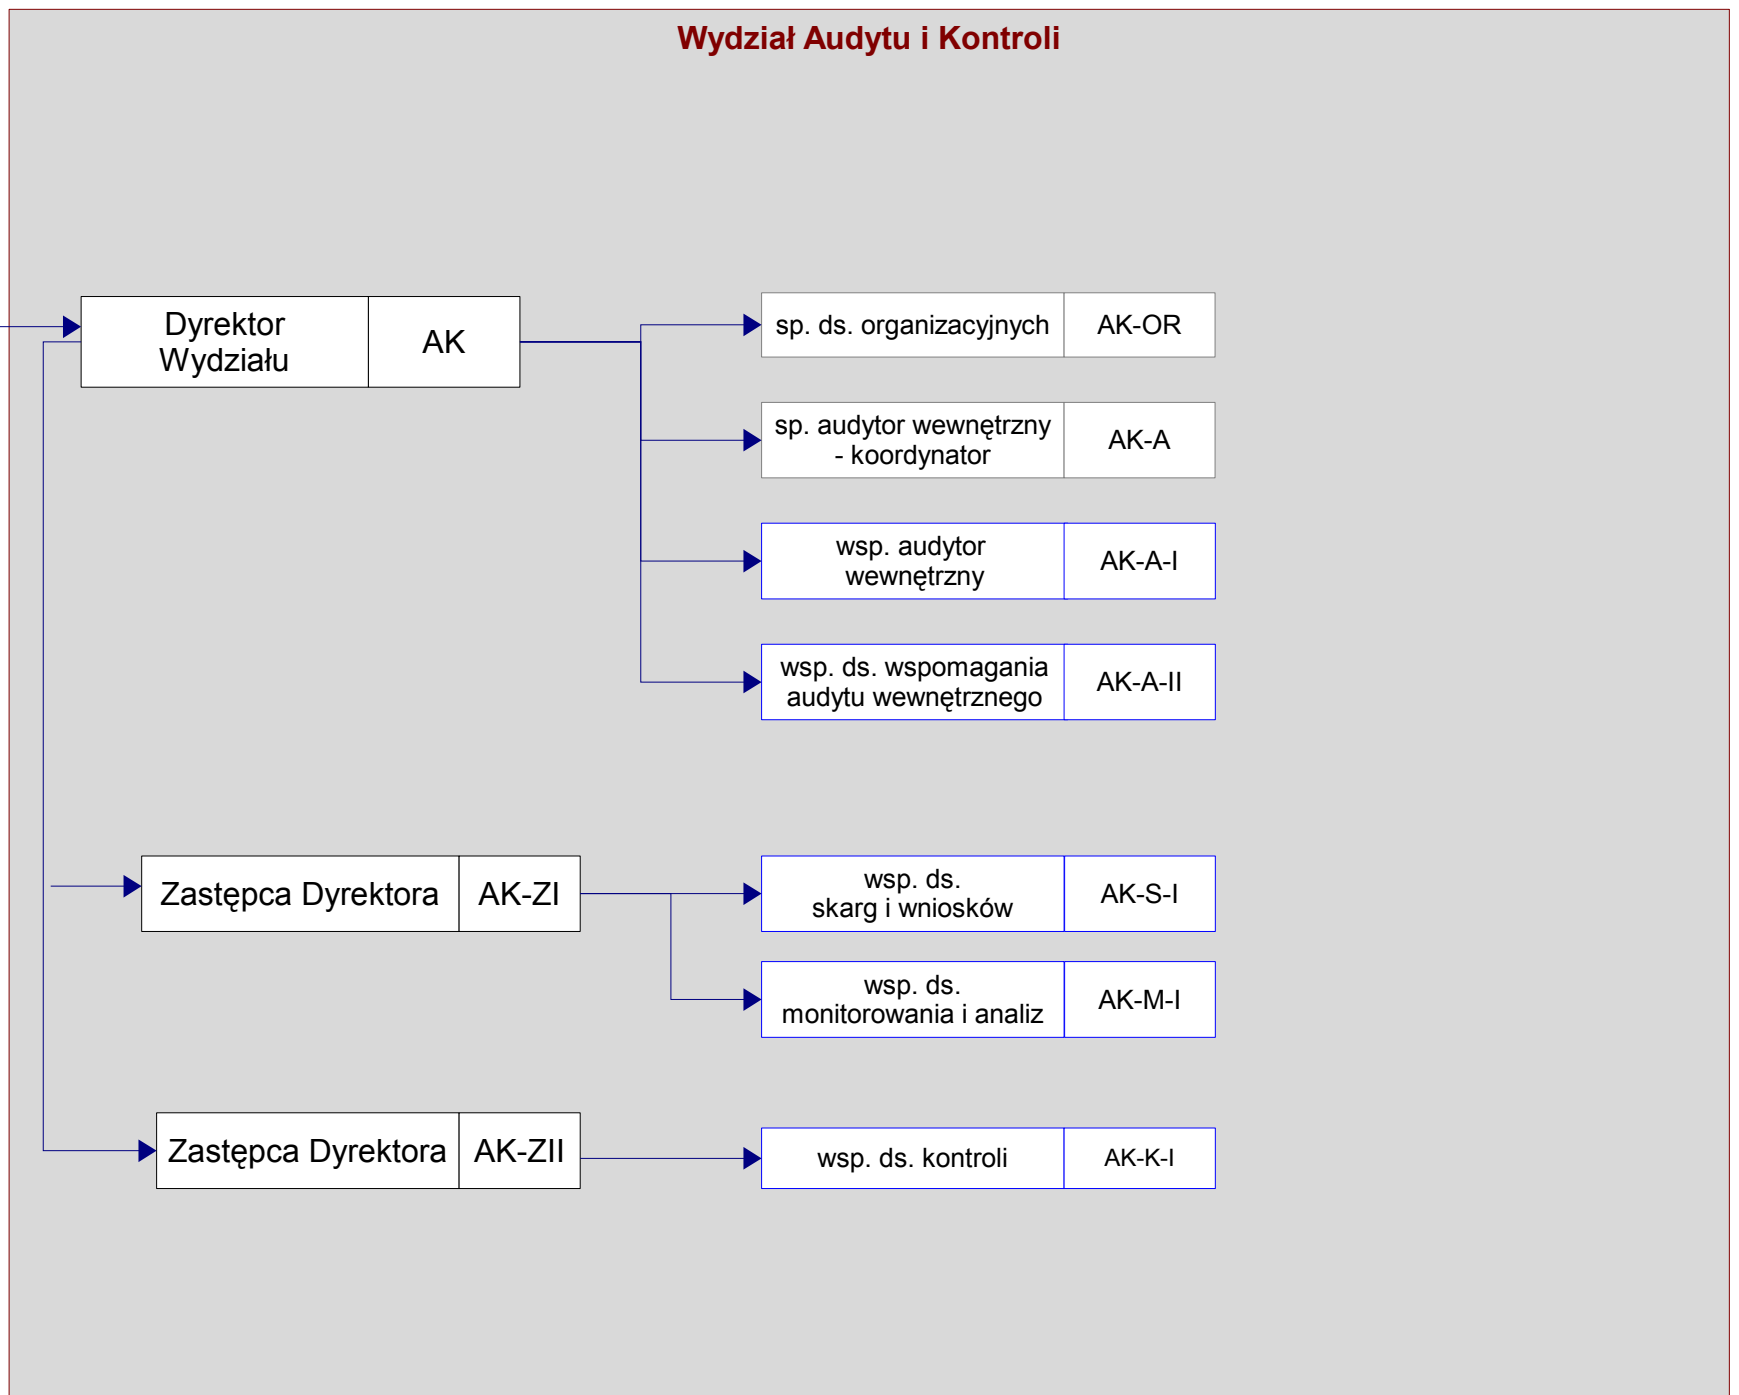 Wydział Audytu i Kontroli
Dyrektor
Wydziału
AK
sp. ds. organizacyjnych
AK-OR
sp. audytor wewnętrzny
- koordynator
AK-A
wsp. audytor
wewnętrzny
AK-A-I
wsp. ds. wspomagania
audytu wewnętrznego
AK-A-II
Zastępca Dyrektora
AK-ZI
wsp. ds.
skarg i wniosków
AK-S-I
wsp. ds.
monitorowania i analiz
AK-M-I
Zastępca Dyrektora
AK-ZII
wsp. ds. kontroli
AK-K-I